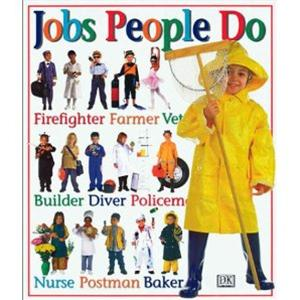 Jobs People Do
Firefighter Farmer Vet
Builder Diver Policem
Nurse Postman Baker
DK